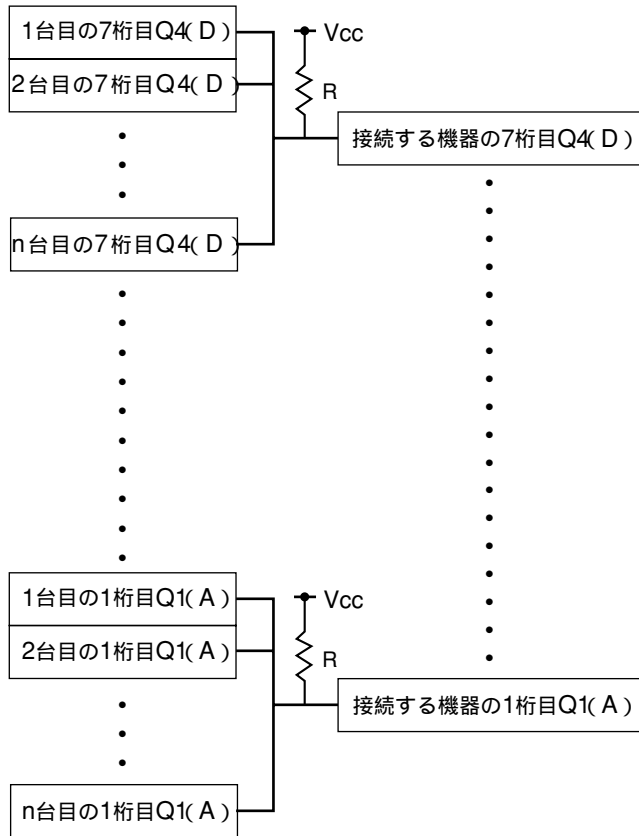 1台目の7桁目Q4(D)
Vcc
2台目の7桁目Q4(D)
R
接続する機器の7桁目Q4(D)
n台目の7桁目Q4(D)
1台目の1桁目Q1(A)
Vcc
2台目の1桁目Q1(A)
R
接続する機器の1桁目Q1(A)
n台目の1桁目Q1(A)